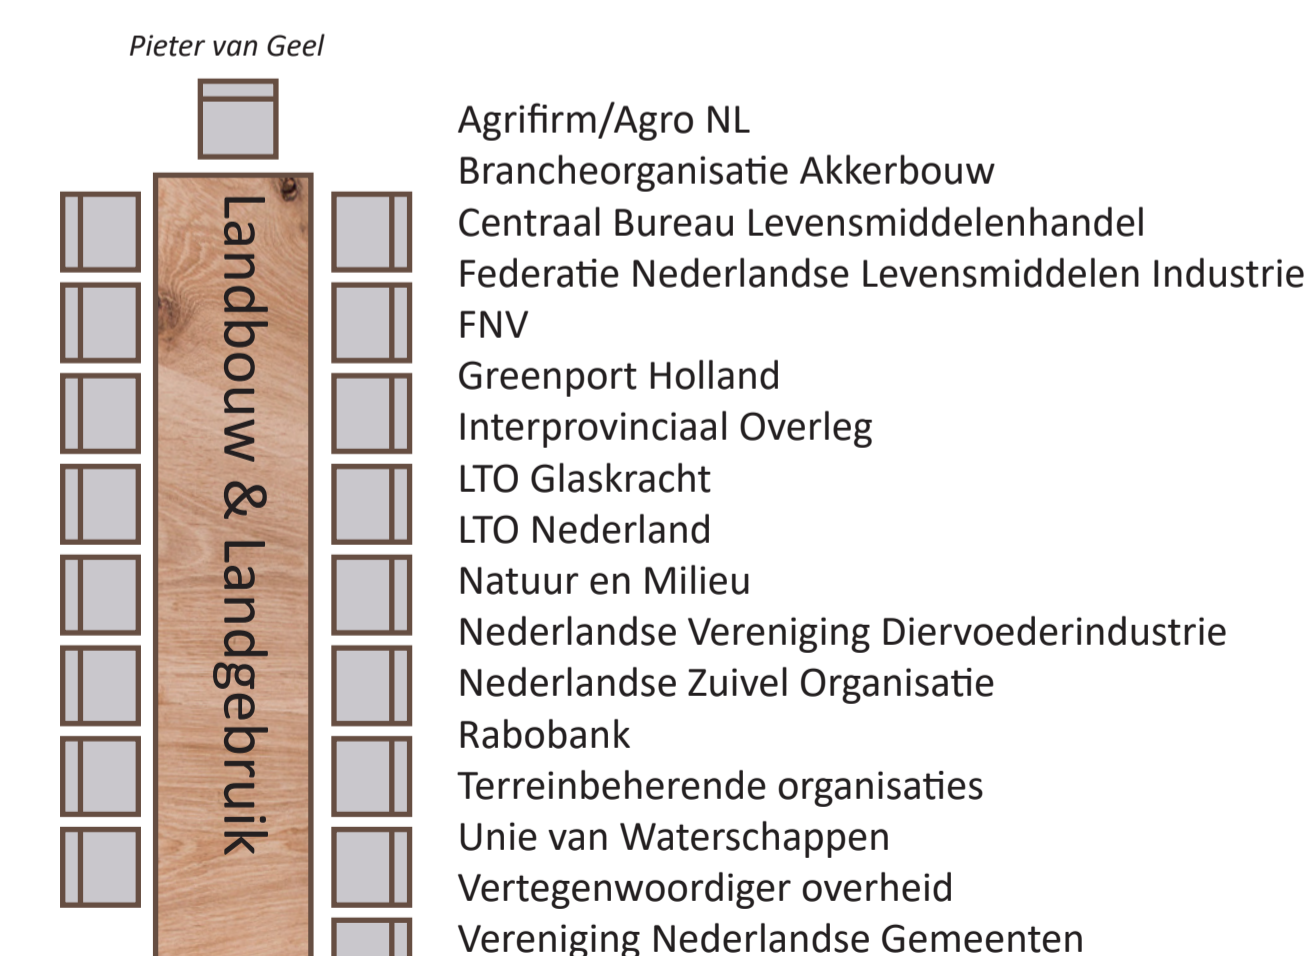 Pieter van Geel
Landbouw & Landgebruik
Agrifirm/Agro NL
Brancheorganisatie Akkerbouw
Centraal Bureau Levensmiddelenhandel
Federatie Nederlandse Levensmiddelen Industrie
FNV
Greenport Holland
Interprovinciaal Overleg
LTO Glaskracht
LTO Nederland
Natuur en Milieu
Nederlandse Vereniging Diervoederindustrie
Nederlandse Zuivel Organisatie
Rabobank
Terreinbeherende organisaties
Unie van Waterschappen
Vertegenwoordiger overheid
Vereniging Nederlandse Gemeenten